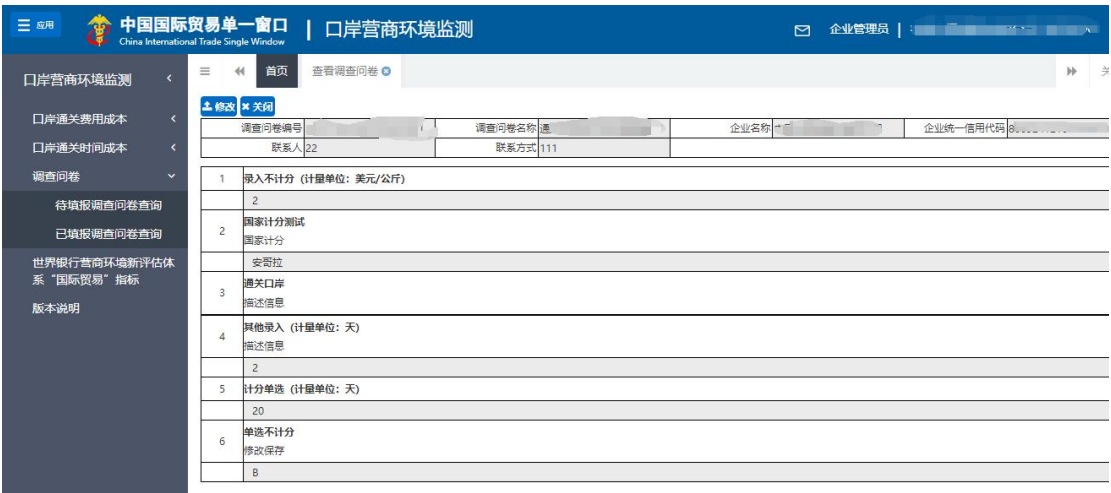 应用
中国国际贸易单一窗口 | 口岸营商环境监测
China International Trade Single Window
企业管理员 |
口岸营商环境监测
口岸通关费用成本
口岸通关时间成本
调查问卷
待填报调查问卷查询
已填报调查问卷查询
世界银行营商环境新评估体
系“国际贸易”指标
版本说明
首页 查看调查问卷
关
修改 关闭
调查问卷编号 调查问卷名称 通 企业名称 企业统一信用代码
联系人 22 联系方式 111
1 录入不计分（计量单位：美元/公斤）
2
2 国家计分测试
国家计分
安哥拉
3 通关口岸
描述信息
4 其他录入（计量单位：天）
描述信息
2
5 计分单选（计量单位：天）
20
6 单选不计分
修改保存
B